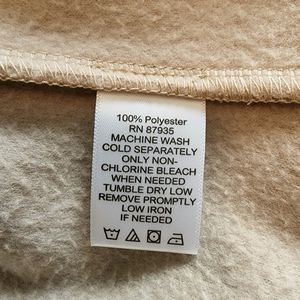 100% Polyester
RN 87935
MACHINE WASH
COLD SEPARATELY
ONLY NON-
CHLORINE BLEACH
WHEN NEEDED
TUMBLE DRY LOW
REMOVE PROMPTLY
LOW IRON
IF NEEDED